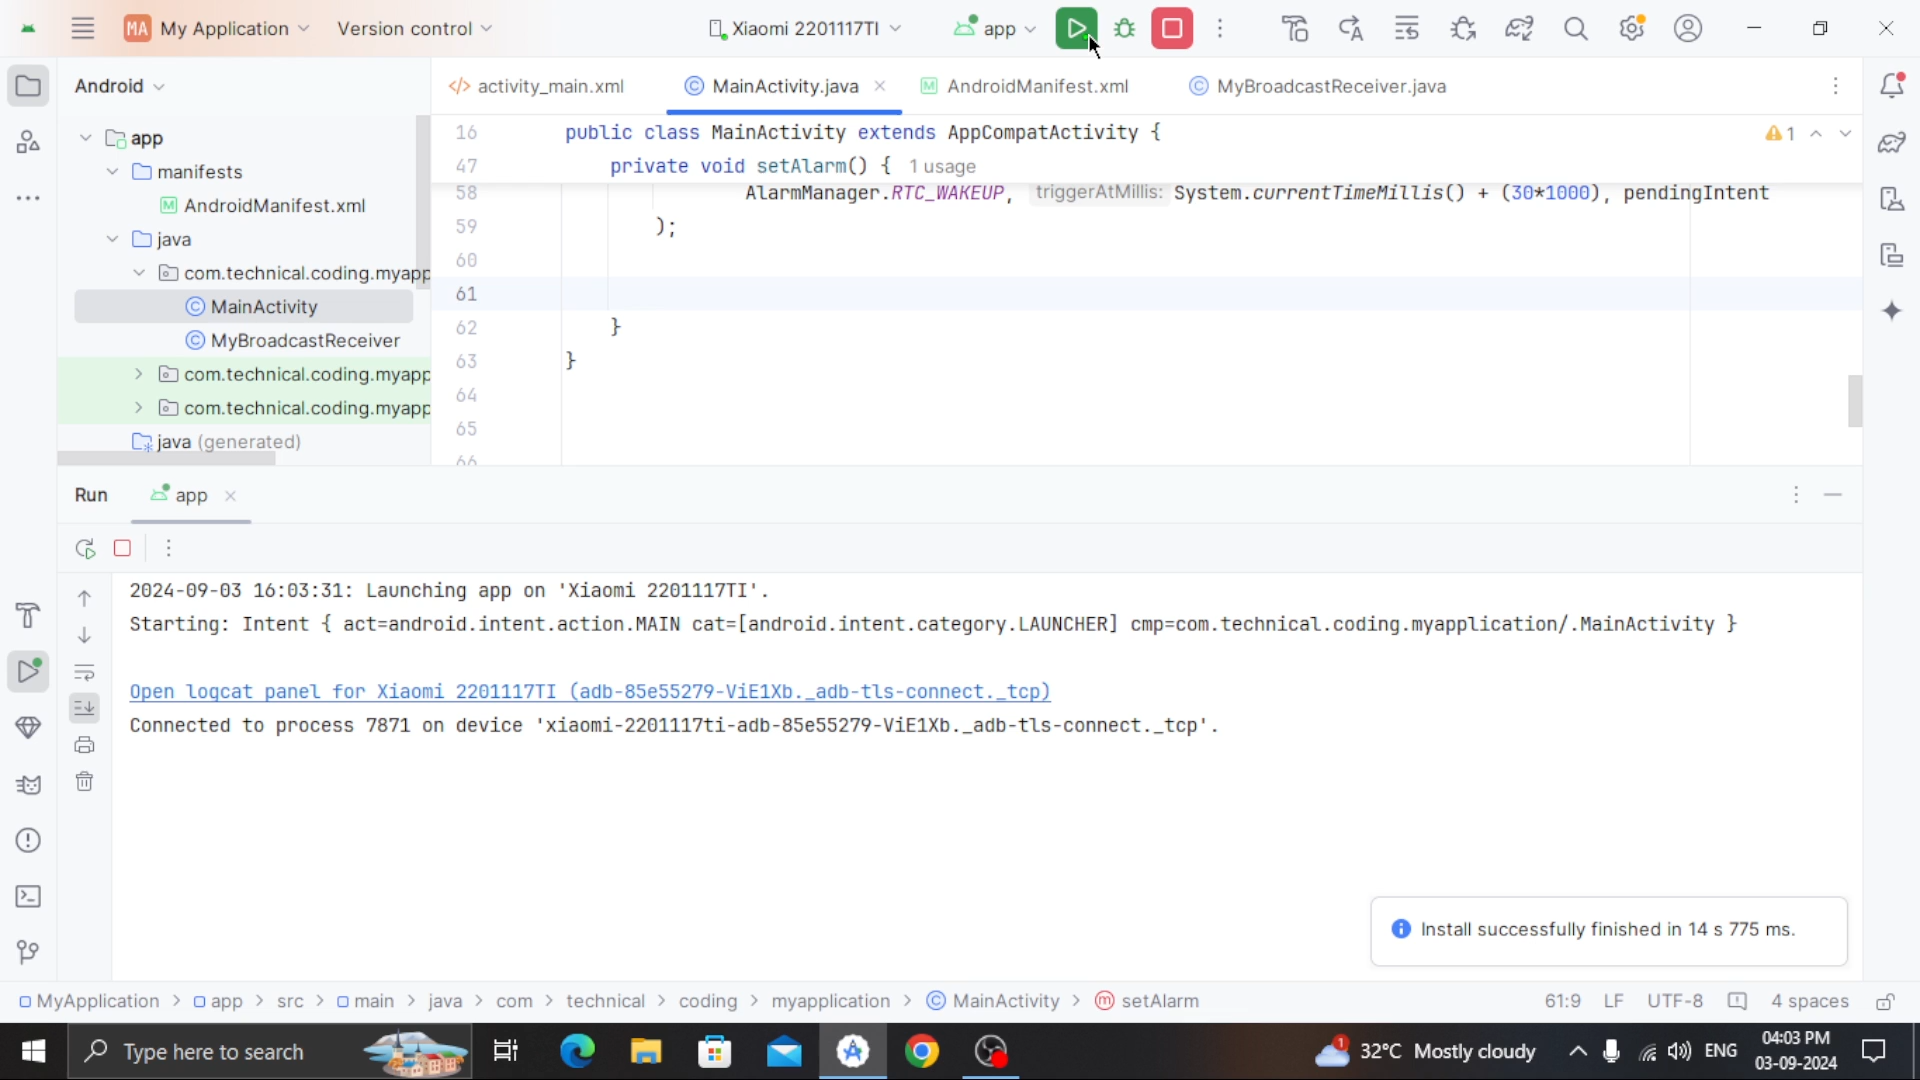 MA My Application
Version control
Xiaomi 2201117TI
app
Android
activity_main.xml
MainActivity.java
AndroidManifest.xml
MyBroadcastReceiver.java
app
manifests
AndroidManifest.xml
java
com.technical.coding.myapp
MainActivity
MyBroadcastReceiver
com.technical.coding.myapp
com.technical.coding.myapp
java (generated)
16 public class MainActivity extends AppCompatActivity {
1
47 private void setAlarm() { 1 usage
58 AlarmManager.RTC_WAKEUP, triggerAtMillis: System.currentTimeMillis() + (30*1000), pendingIntent
59 );
60
61
62 }
63 }
64
65
66
Run
app
2024-09-03 16:03:31: Launching app on 'Xiaomi 2201117TI'.
Starting: Intent { act=android.intent.action.MAIN cat=[android.intent.category.LAUNCHER] cmp=com.technical.coding.myapplication/.MainActivity }
Open logcat panel for Xiaomi 2201117TI (adb-85e55279-ViE1Xb._adb-tls-connect._tcp)
Connected to process 7871 on device 'xiaomi-2201117ti-adb-85e55279-ViE1Xb._adb-tls-connect._tcp'.
Install successfully finished in 14 s 775 ms.
MyApplication > app > src > main > java > com > technical > coding > myapplication > MainActivity > setAlarm
61:9 LF UTF-8 4 spaces
Type here to search
1
32°C Mostly cloudy
ENG
04:03 PM
03-09-2024